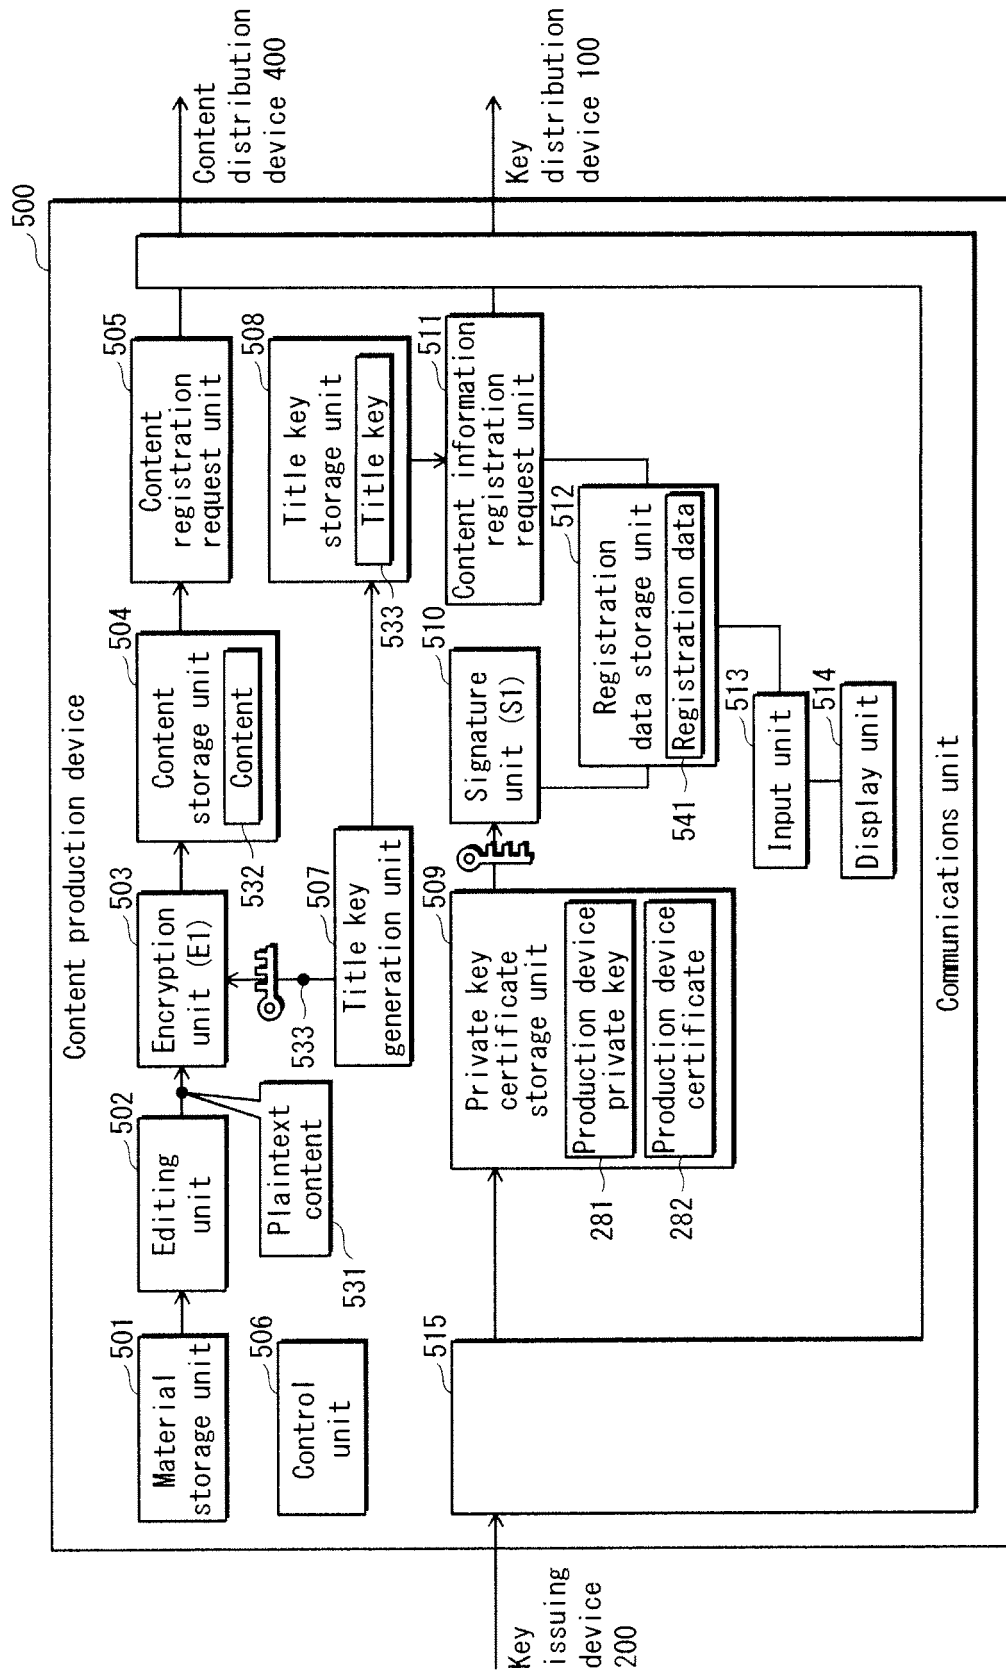 500
Content production device
501
Material
storage unit
502
Editing
unit
503
Encryption
unit (E1)
504
Content
storage unit
Content
532
505
Content
registration
request unit
Content
distribution
device 400
Plaintext
content
531
533
506
Control
unit
507
Title key
generation unit
508
Title key
storage unit
Title key
533
515
509
Private key
certificate
storage unit
Production device
private key
281
Production device
certificate
282
510
Signature
unit (S1)
511
Content information
registration
request unit
Key
distribution
device 100
512
Registration
data storage unit
Registration data
541
513
Input unit
514
Display unit
Communications unit
Key
issuing
device
200